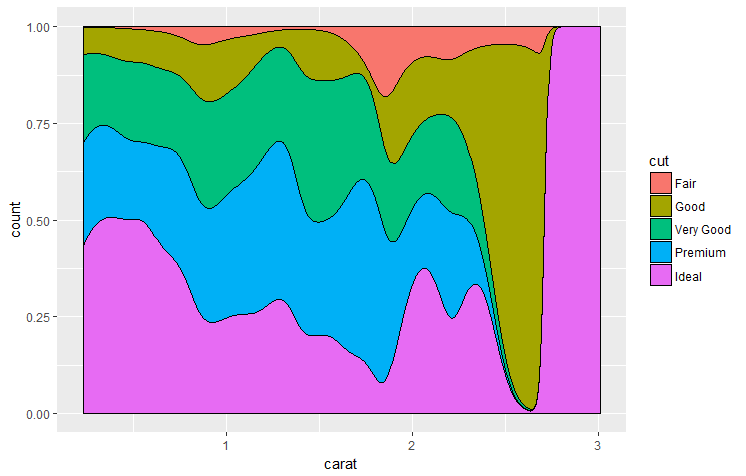 1.00
0.75
0.50
0.25
0.00
count
1
2
3
carat
cut
Fair
Good
Very Good
Premium
Ideal